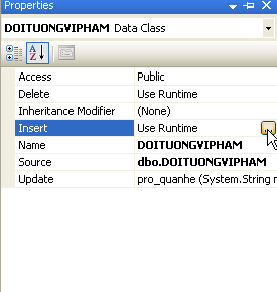 Properties
DOITUONGVIPHAM Data Class
Access Public
Delete Use Runtime
Inheritance Modifier (None)
Insert Use Runtime
Name DOITUONGVIPHAM
Source dbo.DOITUONGVIPHAM
Update pro_quanhe (System.String